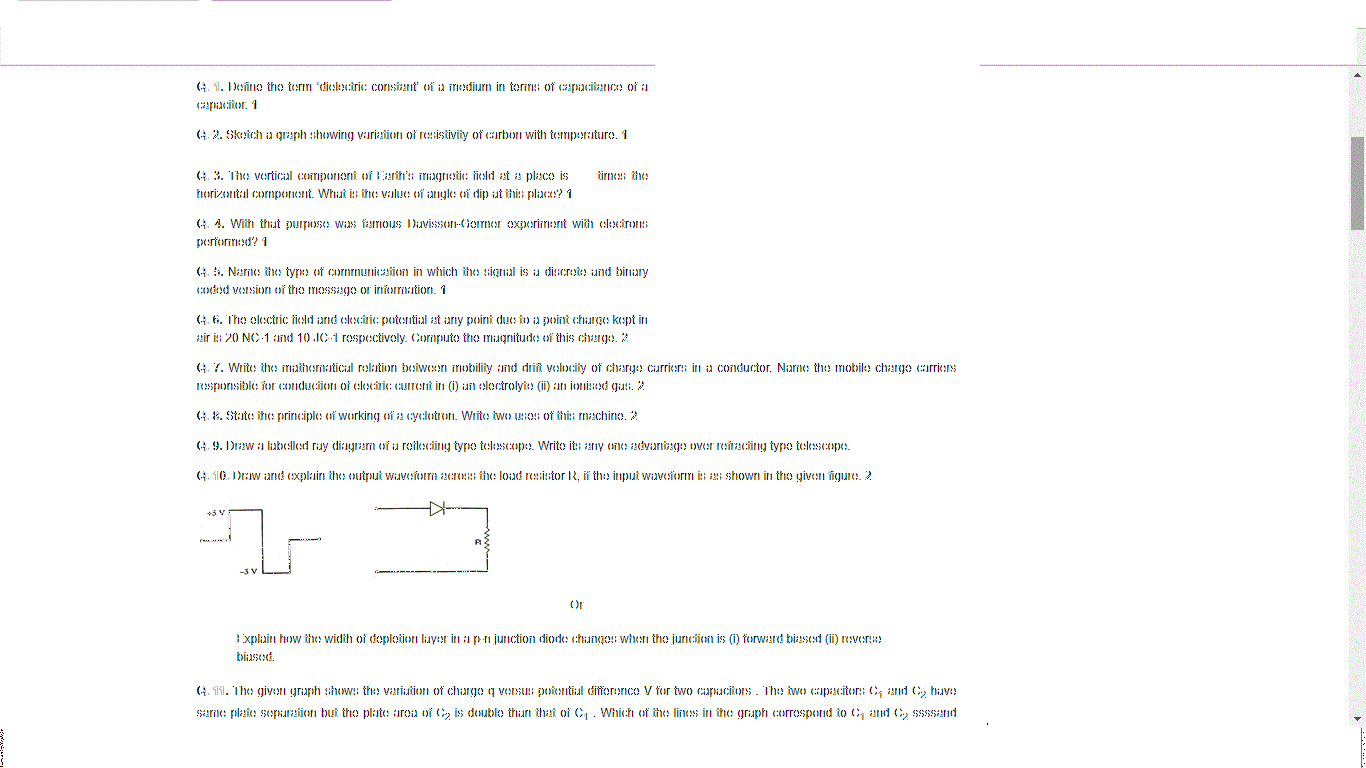 Q. 1. Define the term 'dielectric constant' of a medium in terms of capacitance of a
capacitor. 1
Q. 2. Sketch a graph showing variation of resistivity of carbon with temperature. 1
Q. 3. The vertical component of Earth's magnetic field at a place is times the
horizontal component. What is the value of angle of dip at this place? 1
Q. 4. With that purpose was famous Davisson-Germer experiment with electrons
performed? 1
Q. 5. Name the type of communication in which the signal is a discrete and binary
coded version of the message or information. 1
Q. 6. The electric field and electric potential at any point due to a point charge kept in
air is 20 NC-1 and 10 JC-1 respectively. Compute the magnitude of this charge. 2
Q. 7. Write the mathematical relation between mobility and drift velocity of charge carriers in a conductor. Name the mobile charge carriers
responsible for conduction of electric current in (i) an electrolyte (ii) an ionised gas. 2
Q. 8. State the principle of working of a cyclotron. Write two uses of this machine. 2
Q. 9. Draw a labelled ray diagram of a reflecting type telescope. Write its any one advantage over refracting type telescope.
Q. 10. Draw and explain the output waveform across the load resistor R, if the input waveform is as shown in the given figure. 2
+3 V
R
-3 V
Or
Explain how the width of depletion layer in a p-n junction diode changes when the junction is (i) forward biased (ii) reverse
biased.
Q. 11. The given graph shows the variation of charge q versus potential difference V for two capacitors . The two capacitors C1 and C2 have
same plate separation but the plate area of C2 is double than that of C1 . Which of the lines in the graph correspond to C1 and C2 ssssand